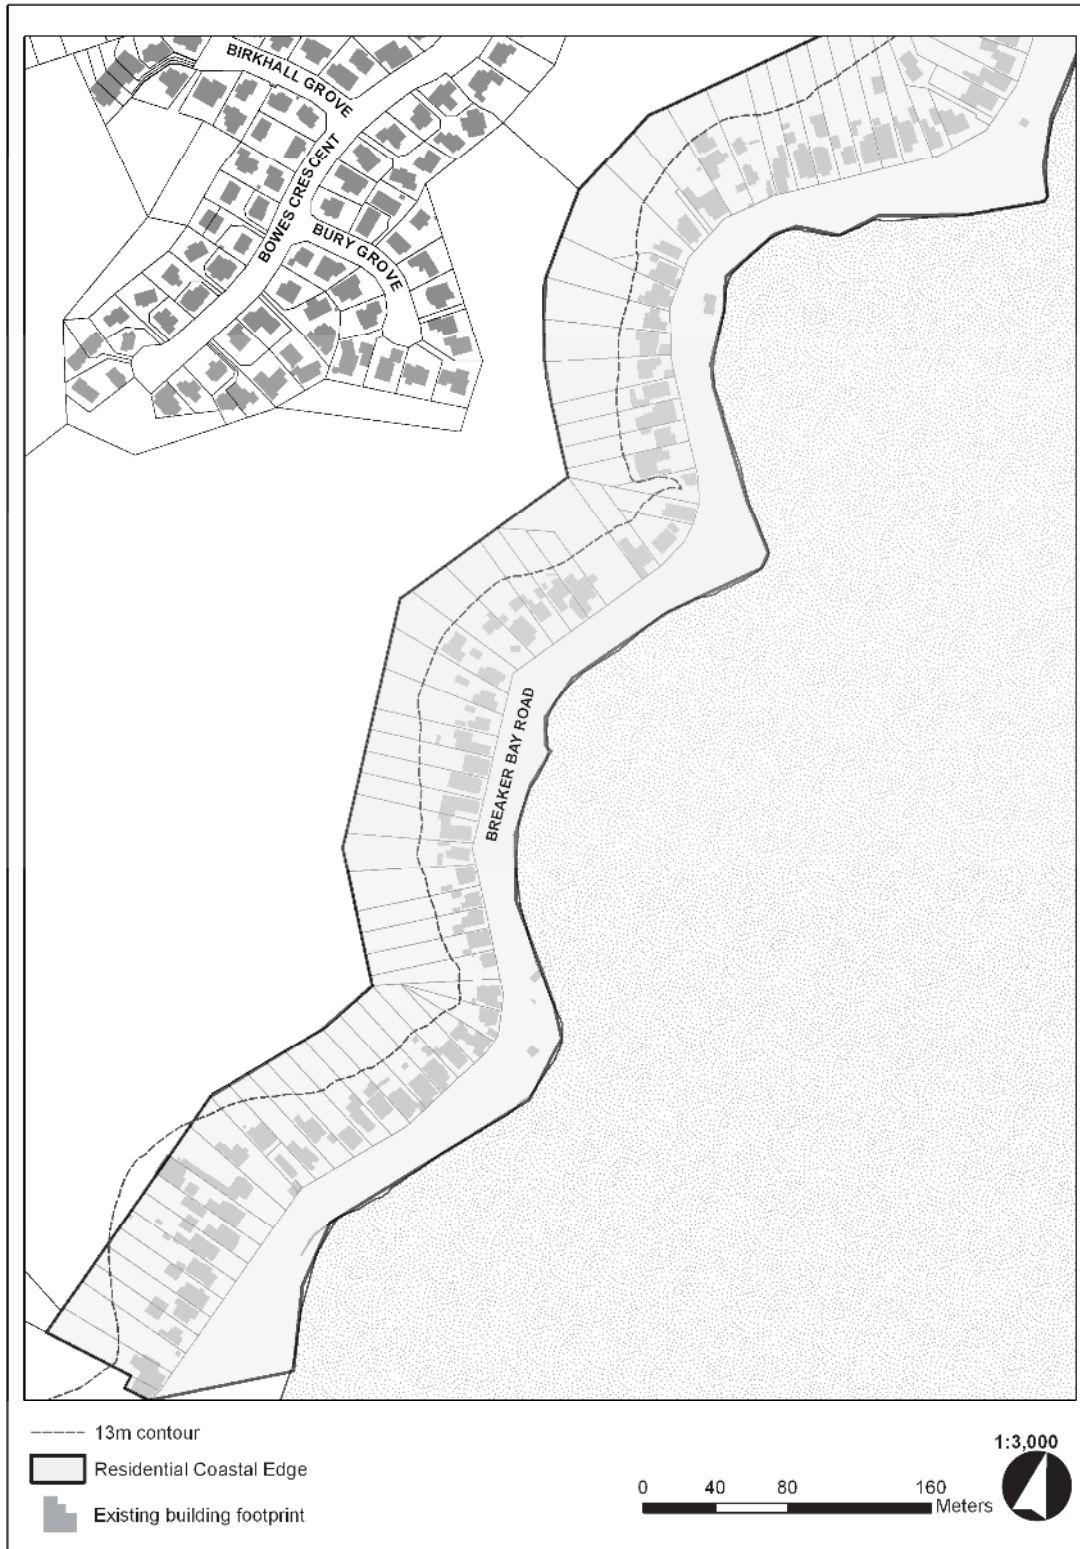 BIRKHALL GROVE
BOWES CRESCENT
BURY GROVE
BREAKER BAY ROAD
13m contour
Residential Coastal Edge
Existing building footprint
1:3,000
0 40 80 160
Meters